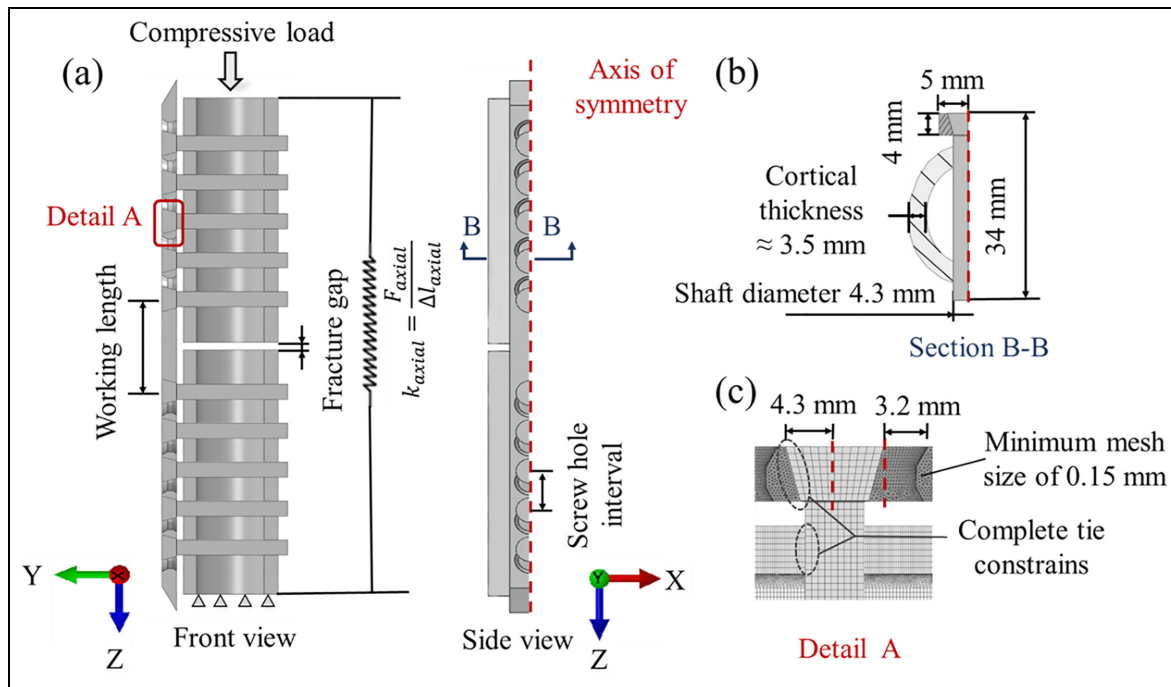 (a)
Compressive load
Detail A
Working length
Fracture gap
k_axial = F_axial / Δl_axial
Y
X
Z
Front view
Axis of
symmetry
B
B
Screw hole
interval
Y
X
Z
Side view
(b)
5 mm
4 mm
Cortical
thickness
≈ 3.5 mm
34 mm
Shaft diameter 4.3 mm
Section B-B
(c)
4.3 mm
3.2 mm
Minimum mesh
size of 0.15 mm
Complete tie
constrains
Detail A